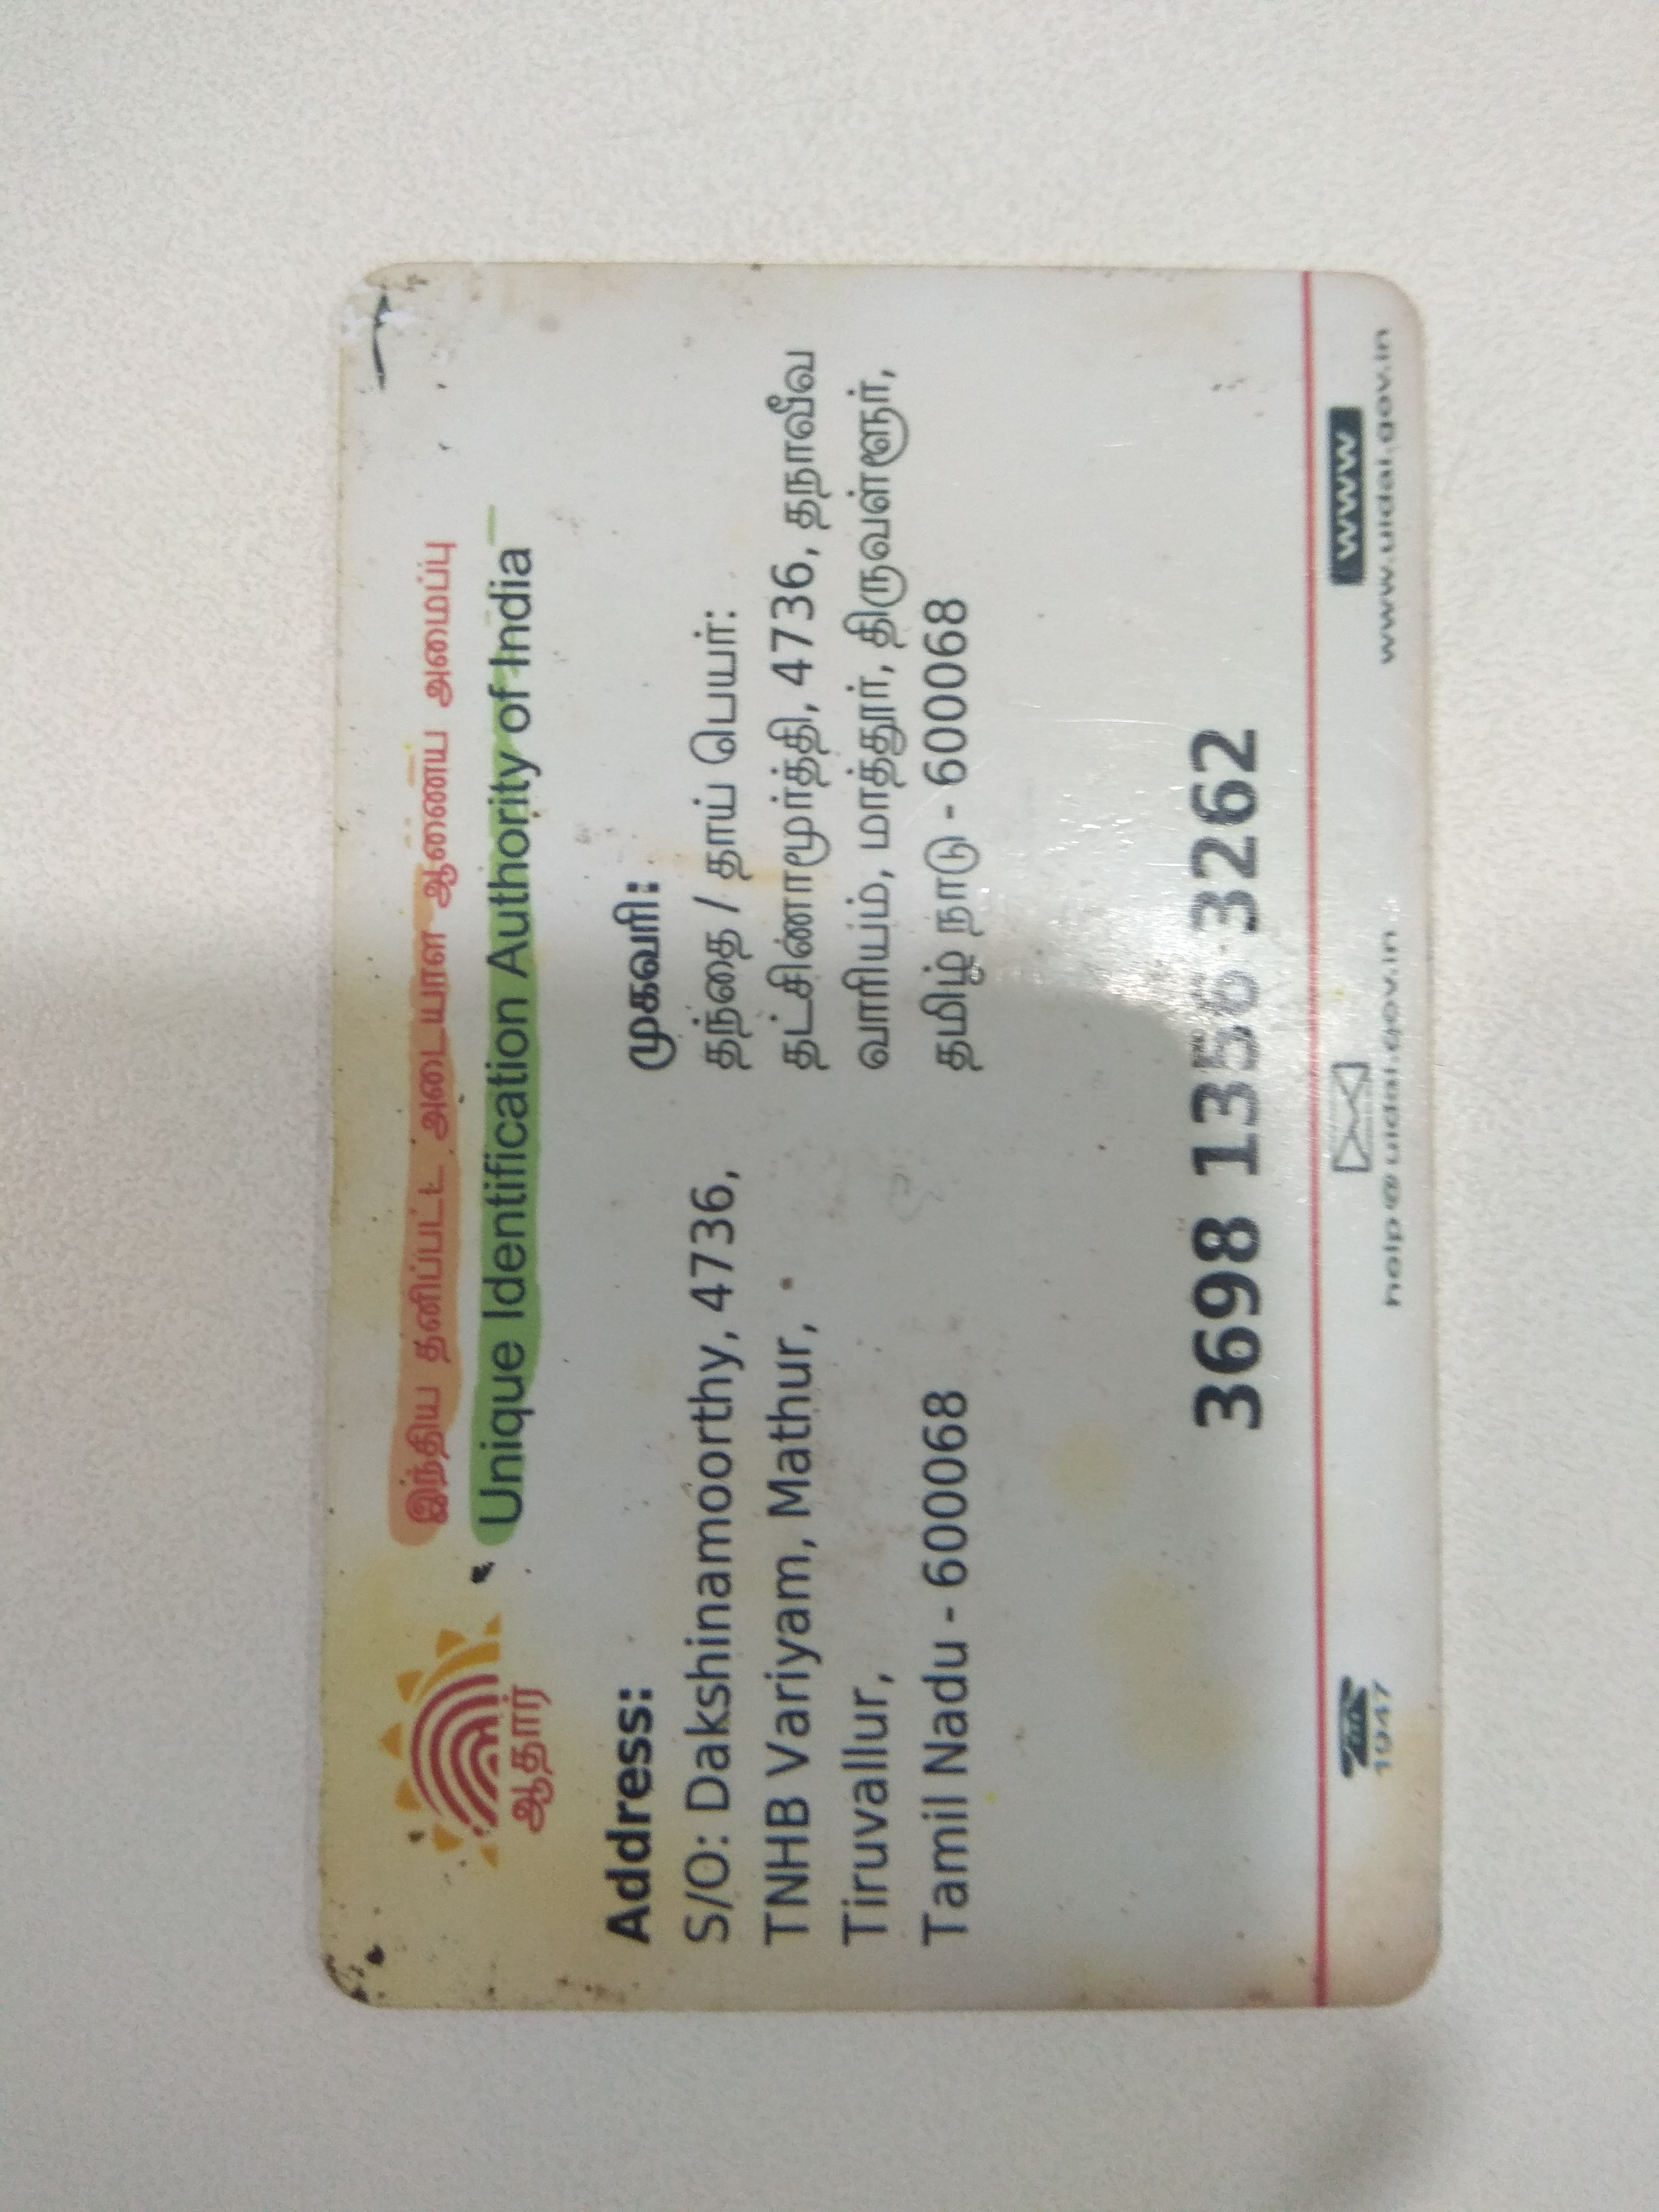 இந்திய தனிப்பட்ட அடையாள ஆணைய அமைப்பு
Unique Identification Authority of India
ஆதார்
Address:
S/O: Dakshinamoorthy, 4736,
TNHB Variyam, Mathur,
Tiruvallur,
Tamil Nadu - 600068
முகவரி:
தந்தை / தாய் பெயர்:
தட்சிணாமூர்த்தி, 4736, தநாவீவ
வாரியம், மாத்தூர், திருவள்ளூர்,
தமிழ் நாடு - 600068
3698 1356 3262
1947
help@uidai.gov.in
www
www.uidai.gov.in